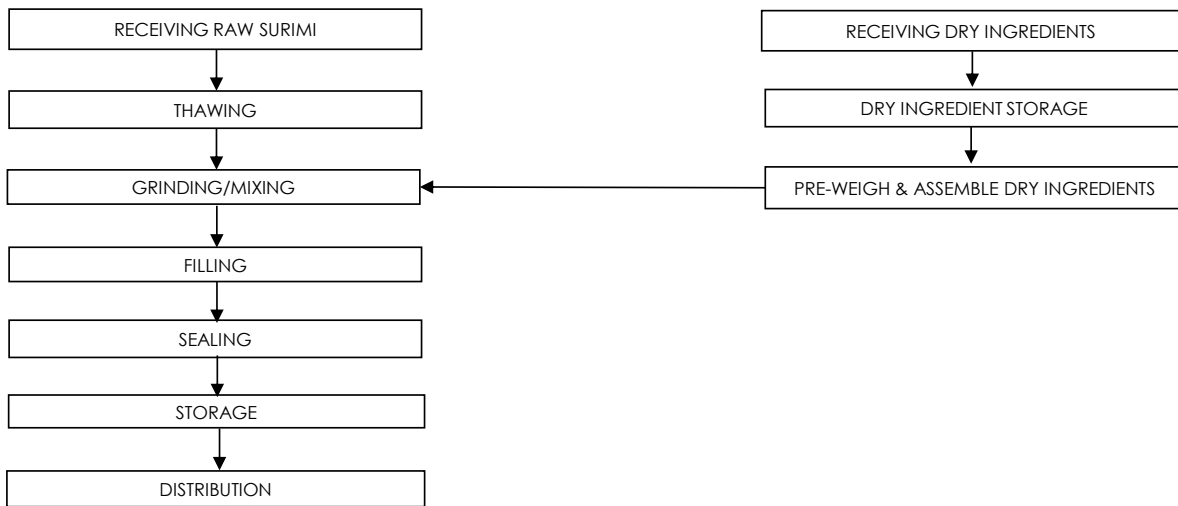 RECEIVING RAW SURIMI
THAWING
GRINDING/MIXING
FILLING
SEALING
STORAGE
DISTRIBUTION
RECEIVING DRY INGREDIENTS
DRY INGREDIENT STORAGE
PRE-WEIGH & ASSEMBLE DRY INGREDIENTS